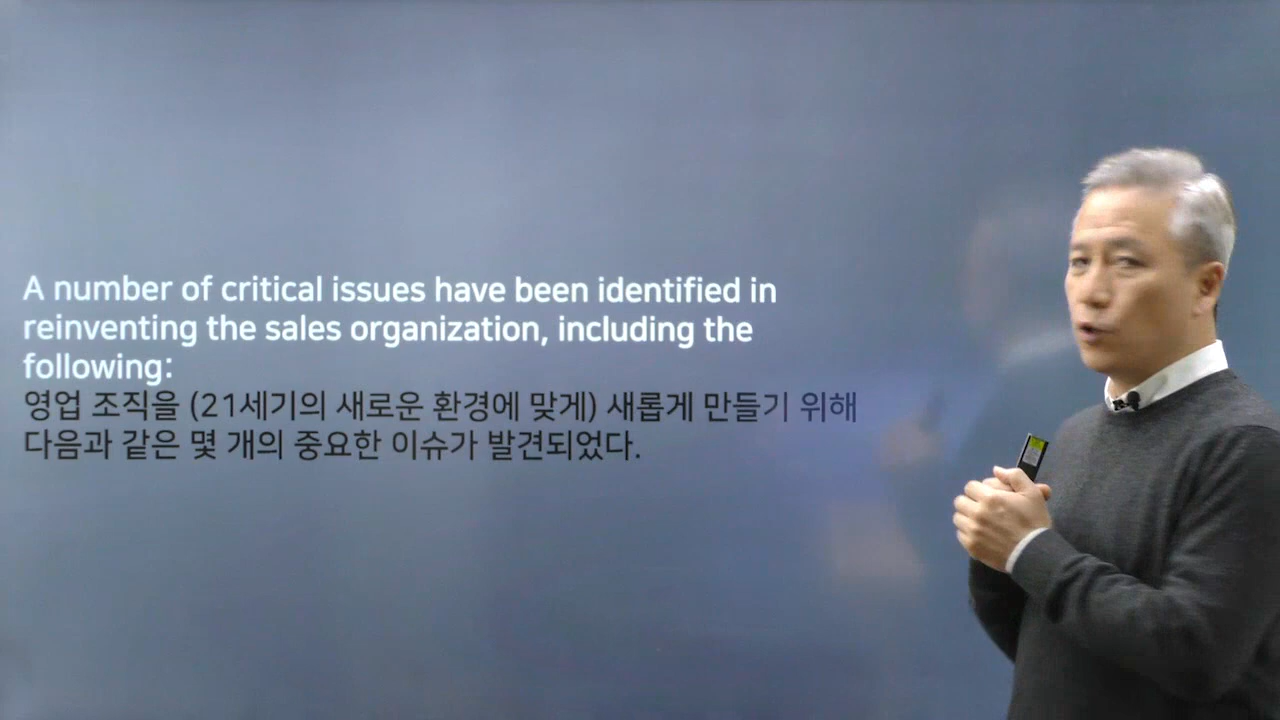 A number of critical issues have been identified in
reinventing the sales organization, including the
following:
영업 조직을 (21세기의 새로운 환경에 맞게) 새롭게 만들기 위해
다음과 같은 몇 개의 중요한 이슈가 발견되었다.